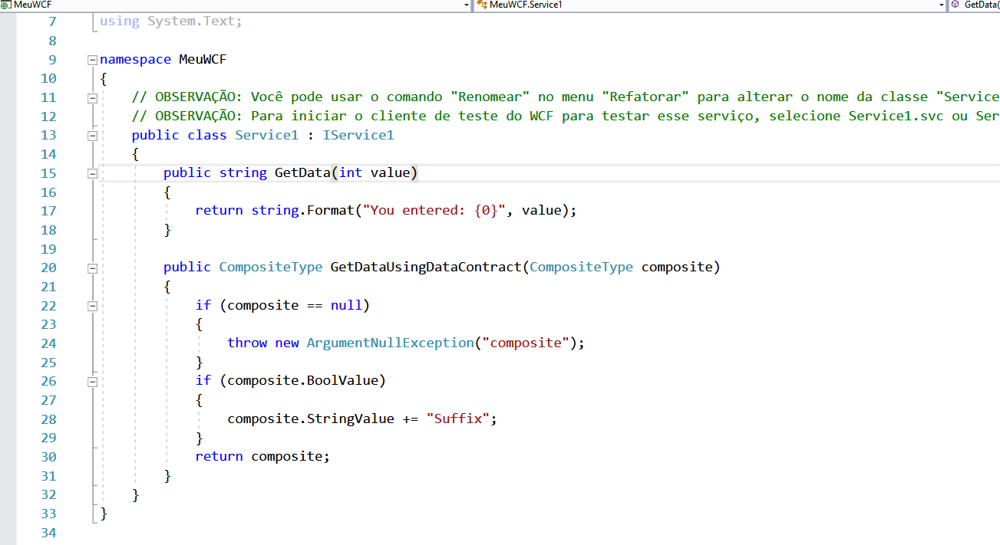 MeuWCF MeuWCF.Service1 GetData(
7 using System.Text;
8
9 namespace MeuWCF
10 {
11 // OBSERVAÇÃO: Você pode usar o comando "Renomear" no menu "Refatorar" para alterar o nome da classe "Service
12 // OBSERVAÇÃO: Para iniciar o cliente de teste do WCF para testar esse serviço, selecione Service1.svc ou Ser
13 public class Service1 : IService1
14 {
15 public string GetData(int value)
16 {
17 return string.Format("You entered: {0}", value);
18 }
19
20 public CompositeType GetDataUsingDataContract(CompositeType composite)
21 {
22 if (composite == null)
23 {
24 throw new ArgumentNullException("composite");
25 }
26 if (composite.BoolValue)
27 {
28 composite.StringValue += "Suffix";
29 }
30 return composite;
31 }
32 }
33 }
34